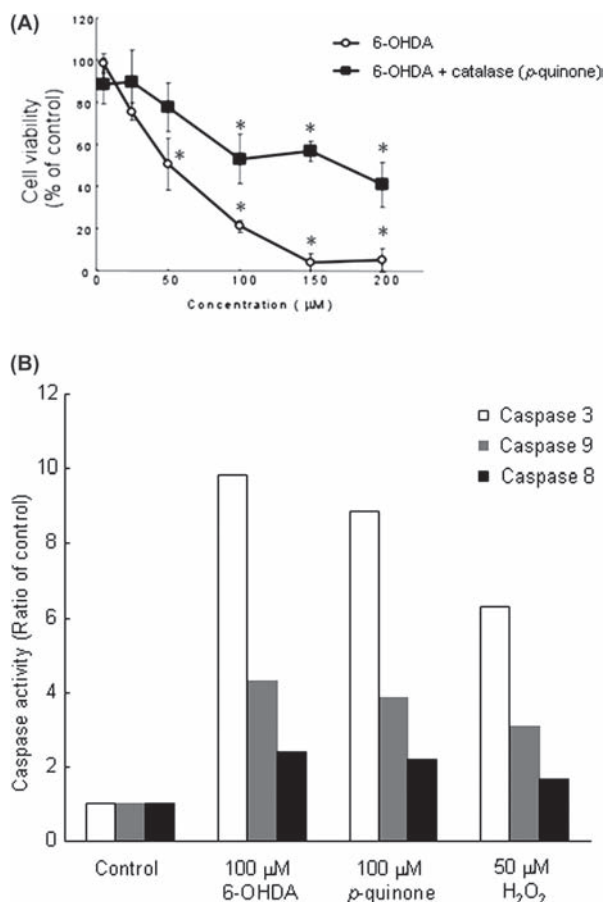 (A)
6-OHDA
6-OHDA + catalase (p-quinone)
Cell viability
(% of control)
120
100
80
60
40
20
0
0 50 100 150 200
Concentration ( µM)
* * * *
* * * *
(B)
Caspase activity (Ratio of control)
12
10
8
6
4
2
0
Caspase 3
Caspase 9
Caspase 8
Control 100 µM 100 µM 50 µM
6-OHDA p-quinone H₂O₂